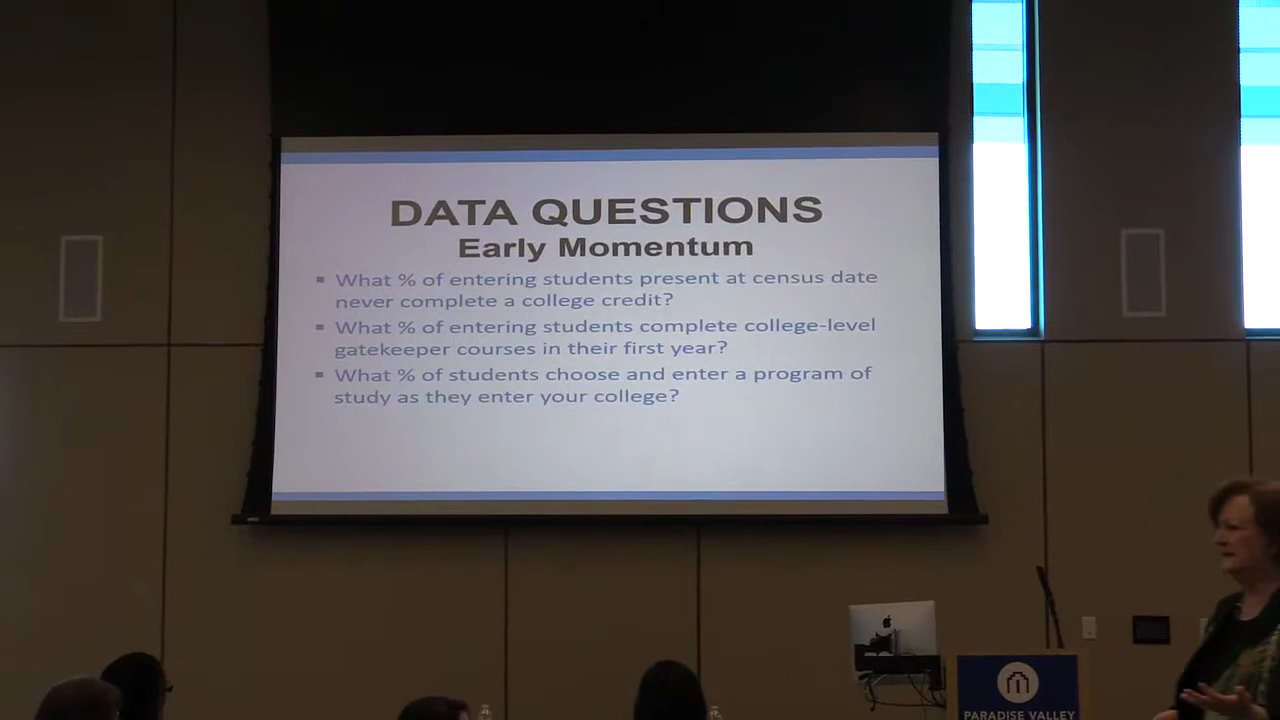 DATA QUESTIONS
Early Momentum
▪ What % of entering students present at census date
never complete a college credit?
▪ What % of entering students complete college-level
gatekeeper courses in their first year?
▪ What % of students choose and enter a program of
study as they enter your college?
PARADISE VALLEY